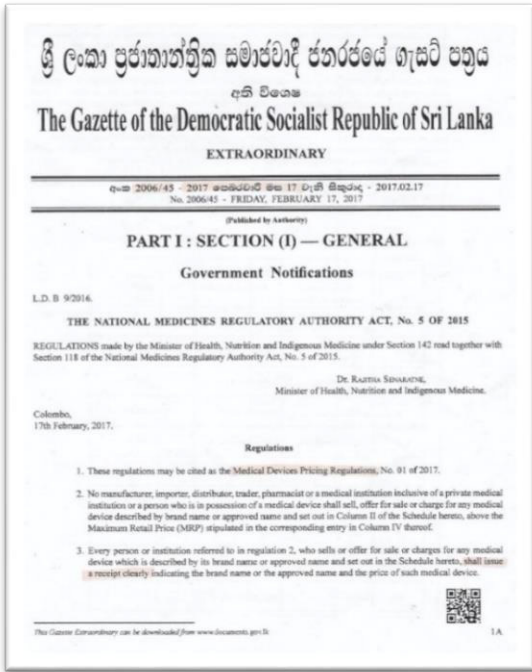 ශ්‍රී ලංකා ප්‍රජාතාන්ත්‍රික සමාජවාදී ජනරජයේ ගැසට් පත්‍රය
අති විශෙෂ
The Gazette of the Democratic Socialist Republic of Sri Lanka
EXTRAORDINARY
අංක 2006/45 - 2017 පෙබරවාරි මස 17 වැනි සිකුරාදා - 2017.02.17
No. 2006/45 - FRIDAY, FEBRUARY 17, 2017
(Published by Authority)
PART I : SECTION (I) — GENERAL
Government Notifications
L.D. B 9/2016.
THE NATIONAL MEDICINES REGULATORY AUTHORITY ACT, No. 5 OF 2015
REGULATIONS made by the Minister of Health, Nutrition and Indigenous Medicine under Section 142 read together with
Section 118 of the National Medicines Regulatory Authority Act, No. 5 of 2015.
Dr. RAJITHA SENARATNE,
Minister of Health, Nutrition and Indigenous Medicine.
Colombo,
17th February, 2017.
Regulations
1. These regulations may be cited as the Medical Devices Pricing Regulations, No. 01 of 2017.
2. No manufacturer, importer, distributor, trader, pharmacist or a medical institution inclusive of a private medical
institution or a person who is in possession of a medical device shall sell, offer for sale or charge for any medical
device described by brand name or approved name and set out in Column II of the Schedule hereto, above the
Maximum Retail Price (MRP) stipulated in the corresponding entry in Column IV thereof.
3. Every person or institution referred to in regulation 2, who sells or offer for sale or charges for any medical
device which is described by its brand name or approved name and set out in the Schedule hereto, shall issue
a receipt clearly indicating the brand name or the approved name and the price of such medical device.
This Gazette Extraordinary can be downloaded from www.documents.gov.lk
1A